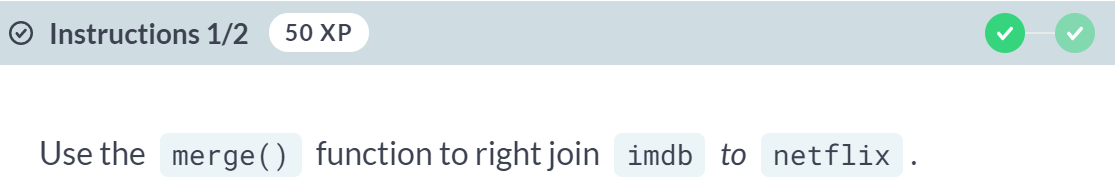 Instructions 1/2 50 XP
Use the merge() function to right join imdb to netflix .